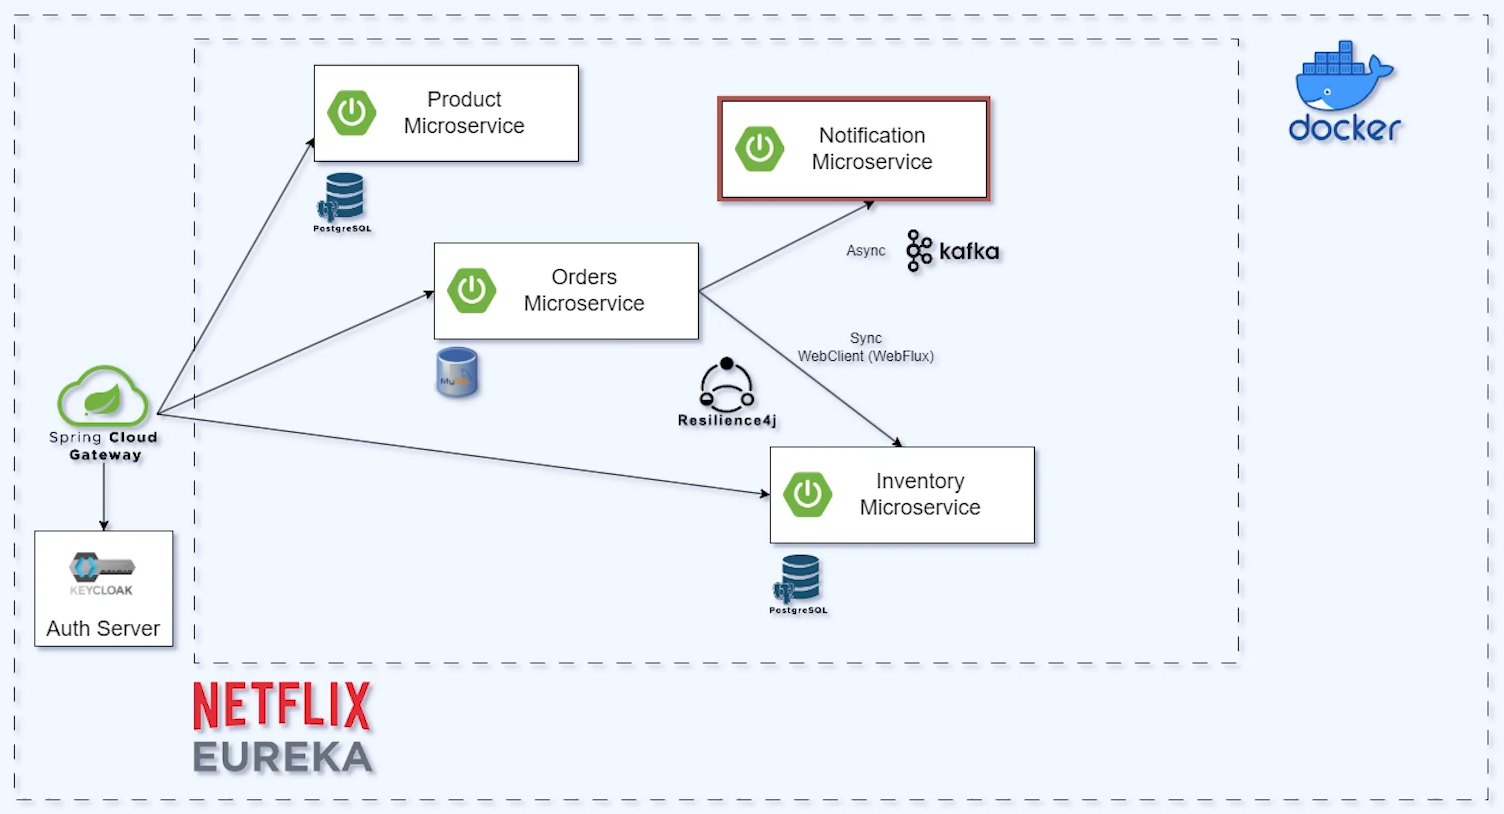 Product
Microservice
PostgreSQL
Notification
Microservice
docker
Async
kafka
Orders
Microservice
MySQL
Sync
WebClient (WebFlux)
Resilience4j
Spring Cloud
Gateway
Inventory
Microservice
PostgreSQL
KEYCLOAK
Auth Server
NETFLIX
EUREKA